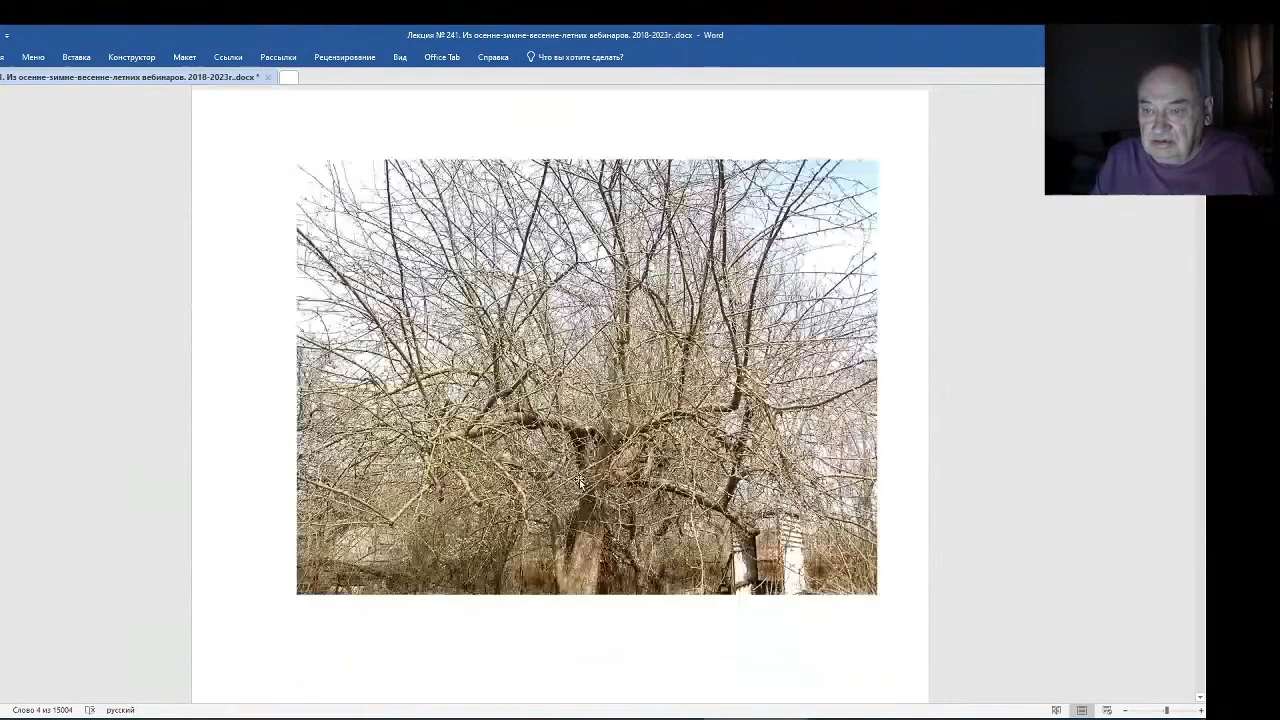 Лекция № 241. Из осенне-зимне-весенне-летних вебинаров. 2018-2023г..docx - Word
Меню Вставка Конструктор Макет Ссылки Рассылки Рецензирование Вид Office Tab Справка Что вы хотите сделать?
Из осенне-зимне-весенне-летних вебинаров. 2018-2023г..docx *
Слово 4 из 15004 русский